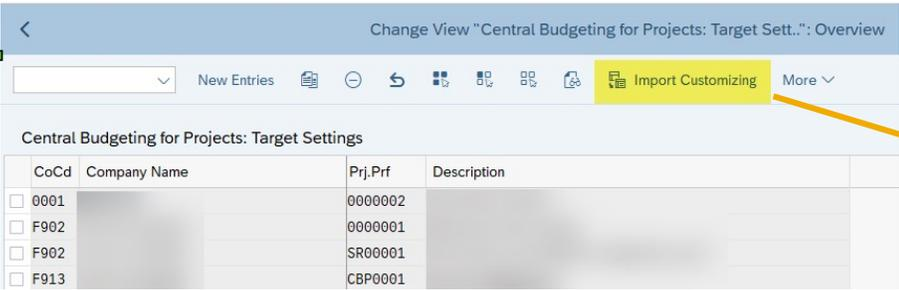 Change View "Central Budgeting for Projects: Target Sett..": Overview
New Entries Import Customizing More
Central Budgeting for Projects: Target Settings
CoCd Company Name Prj.Prf Description
0001 0000002
F902 0000001
F902 SR00001
F913 CBP0001